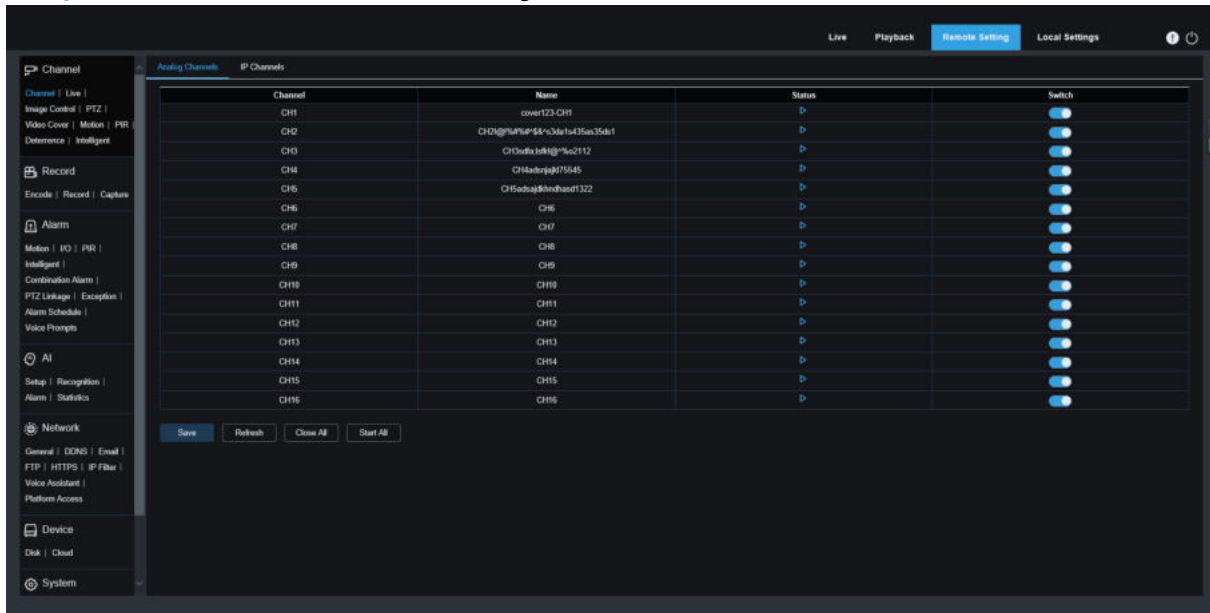 Live Playback Remote Setting Local Settings
Channel
Channel | Live |
Image Control | PTZ |
Video Cover | Motion | PIR |
Deterrence | Intelligent
Record
Encode | Record | Capture
Alarm
Motion | I/O | PIR |
Intelligent |
Combination Alarm |
PTZ Linkage | Exception |
Alarm Schedule |
Voice Prompts
AI
Setup | Recognition |
Alarm | Statistics
Network
General | DDNS | Email |
FTP | HTTPS | IP Filter |
Voice Assistant |
Platform Access
Device
Disk | Cloud
System
Analog Channels IP Channels
Channel Name Status Switch
CH1 cover123-CH1
CH2
CH3
CH4
CH5
CH6 CH6
CH7 CH7
CH8 CH8
CH9 CH9
CH10 CH10
CH11 CH11
CH12 CH12
CH13 CH13
CH14 CH14
CH15 CH15
CH16 CH16
Save Refresh Close All Start All